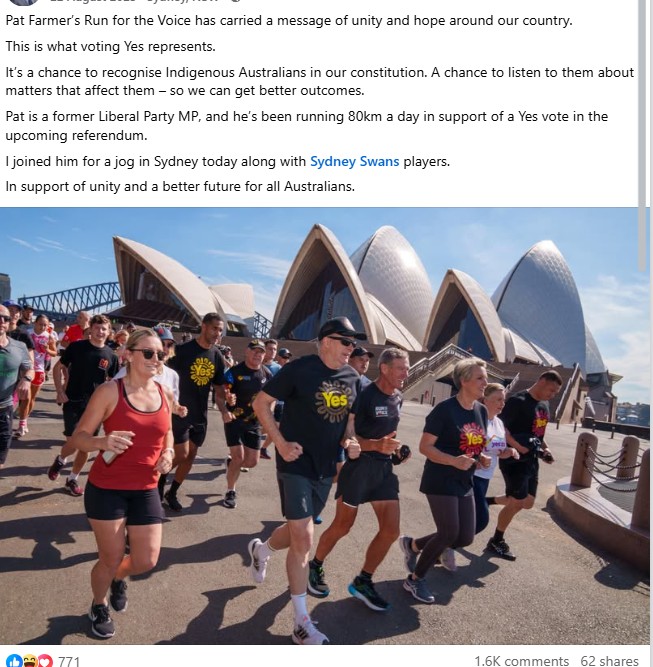 Pat Farmer's Run for the Voice has carried a message of unity and hope around our country.
This is what voting Yes represents.
It's a chance to recognise Indigenous Australians in our constitution. A chance to listen to them about
matters that affect them – so we can get better outcomes.
Pat is a former Liberal Party MP, and he's been running 80km a day in support of a Yes vote in the
upcoming referendum.
I joined him for a jog in Sydney today along with Sydney Swans players.
In support of unity and a better future for all Australians.
Yes
Yes
Yes
771
1.6K comments 62 shares